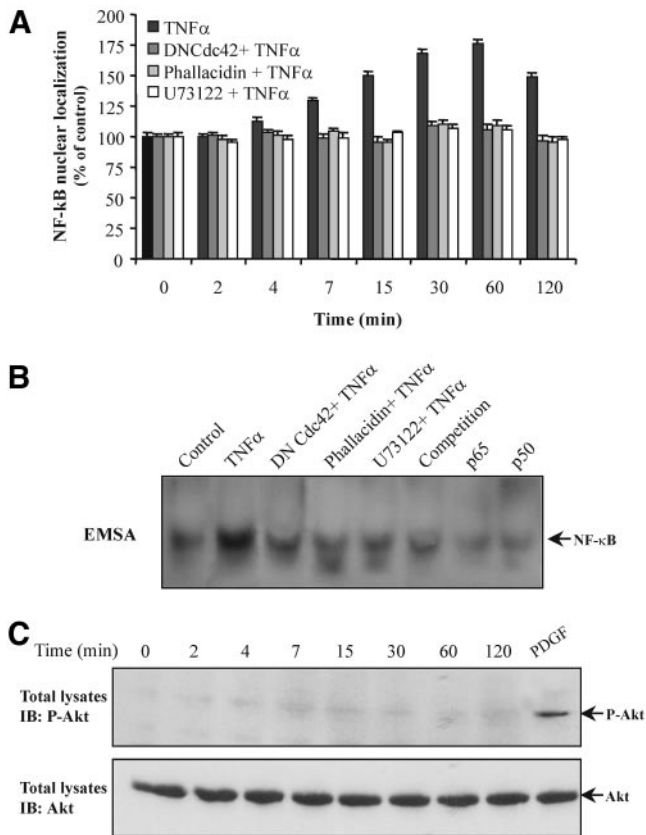 A
NF-kB nuclear localization
(% of control)
200
175
150
125
100
75
50
25
0
TNFα
DNCdc42+ TNFα
Phallacidin + TNFα
U73122 + TNFα
0 2 4 7 15 30 60 120
Time (min)
B
Control
TNFα
DN Cdc42+ TNFα
Phallacidin+ TNFα
U73122+ TNFα
Competition
p65
p50
EMSA
NF-κB
C
Time (min) 0 2 4 7 15 30 60 120 PDGF
Total lysates
IB: P-Akt
P-Akt
Total lysates
IB: Akt
Akt